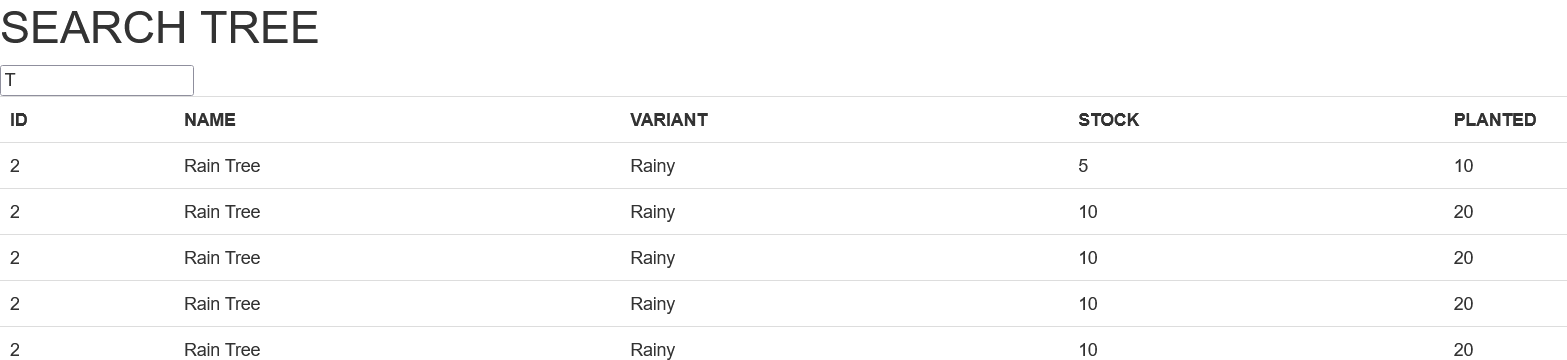 SEARCH TREE
T
ID NAME VARIANT STOCK PLANTED
2 Rain Tree Rainy 5 10
2 Rain Tree Rainy 10 20
2 Rain Tree Rainy 10 20
2 Rain Tree Rainy 10 20
2 Rain Tree Rainy 10 20